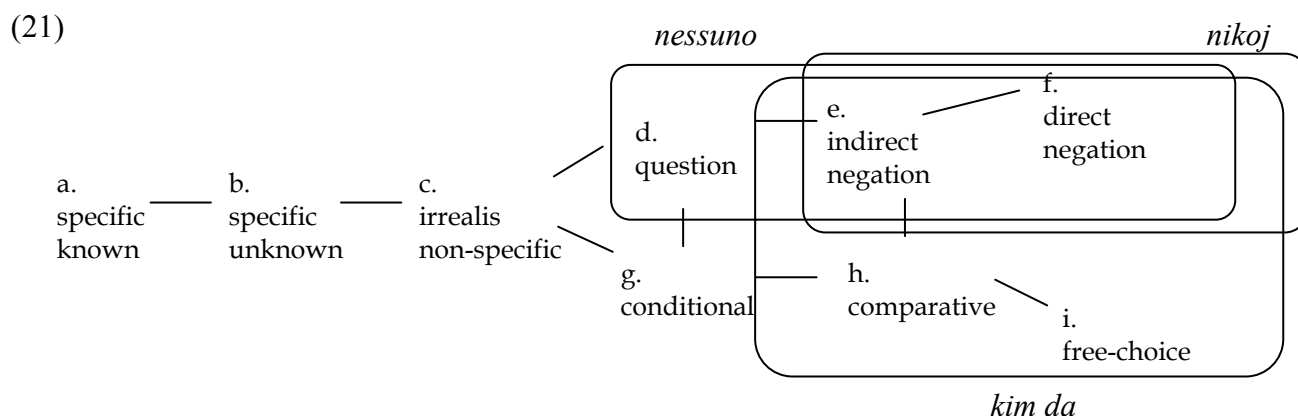 (21)
nessuno
nikoj
a.
specific
known
b.
specific
unknown
c.
irrealis
non-specific
d.
question
e.
indirect
negation
f.
direct
negation
g.
conditional
h.
comparative
i.
free-choice
kim da